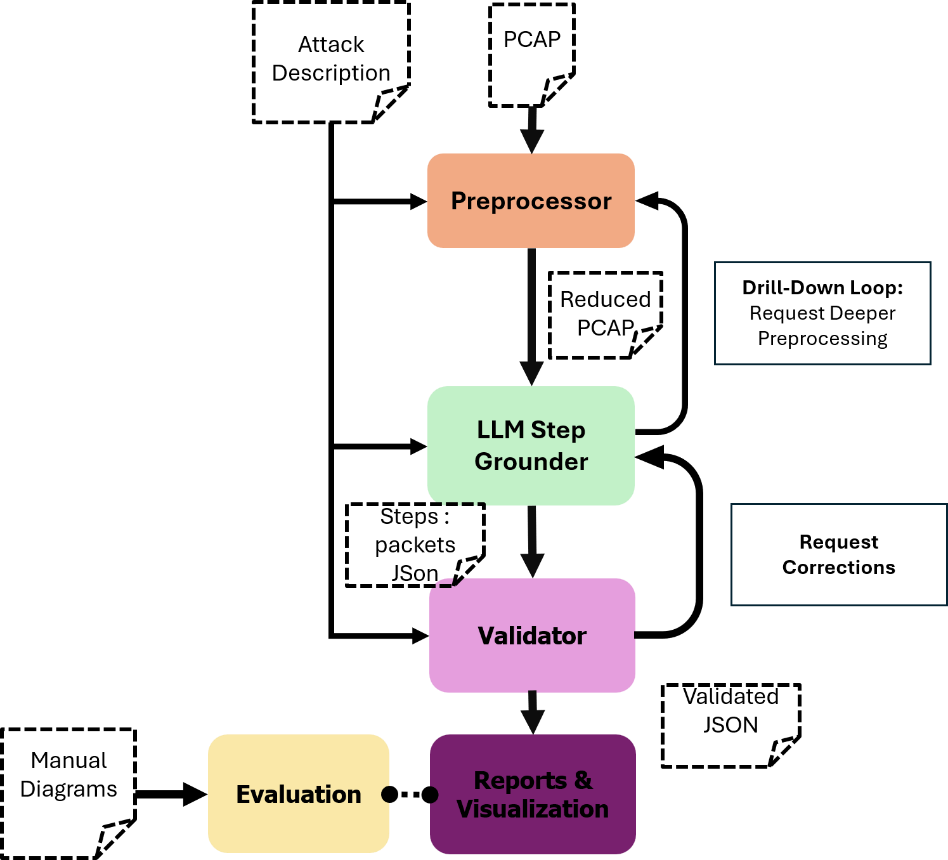 Attack
Description
PCAP
Preprocessor
Reduced
PCAP
Drill-Down Loop:
Request Deeper
Preprocessing
LLM Step
Grounder
Steps :
packets
JSon
Request
Corrections
Validator
Validated
JSON
Manual
Diagrams
Evaluation
Reports &
Visualization